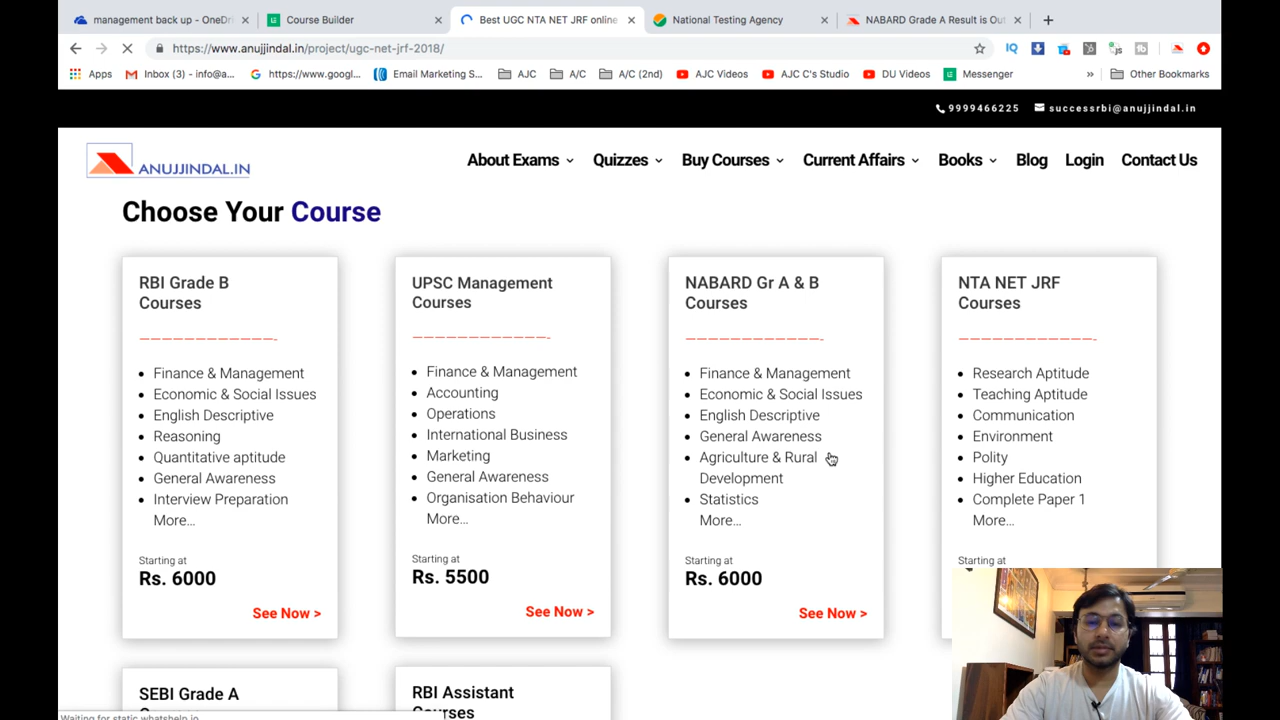 management back up - OneDri
Course Builder
Best UGC NTA NET JRF online
National Testing Agency
NABARD Grade A Result is Out
https://www.anujjindal.in/project/ugc-net-jrf-2018/
Apps
Inbox (3) - info@a...
https://www.googl...
Email Marketing S...
AJC
A/C
A/C (2nd)
AJC Videos
AJC C's Studio
DU Videos
Messenger
»
Other Bookmarks
9999466225
successrbi@anujjindal.in
ANUJJINDAL.IN
About Exams
Quizzes
Buy Courses
Current Affairs
Books
Blog
Login
Contact Us
Choose Your Course
RBI Grade B
Courses
Finance & Management
Economic & Social Issues
English Descriptive
Reasoning
Quantitative aptitude
General Awareness
Interview Preparation
More...
Starting at
Rs. 6000
See Now >
UPSC Management
Courses
Finance & Management
Accounting
Operations
International Business
Marketing
General Awareness
Organisation Behaviour
More...
Starting at
Rs. 5500
See Now >
NABARD Gr A & B
Courses
Finance & Management
Economic & Social Issues
English Descriptive
General Awareness
Agriculture & Rural
Development
Statistics
More...
Starting at
Rs. 6000
See Now >
NTA NET JRF
Courses
Research Aptitude
Teaching Aptitude
Communication
Environment
Polity
Higher Education
Complete Paper 1
More...
Starting at
SEBI Grade A
RBI Assistant
Courses
Waiting for static.whatshelp.io